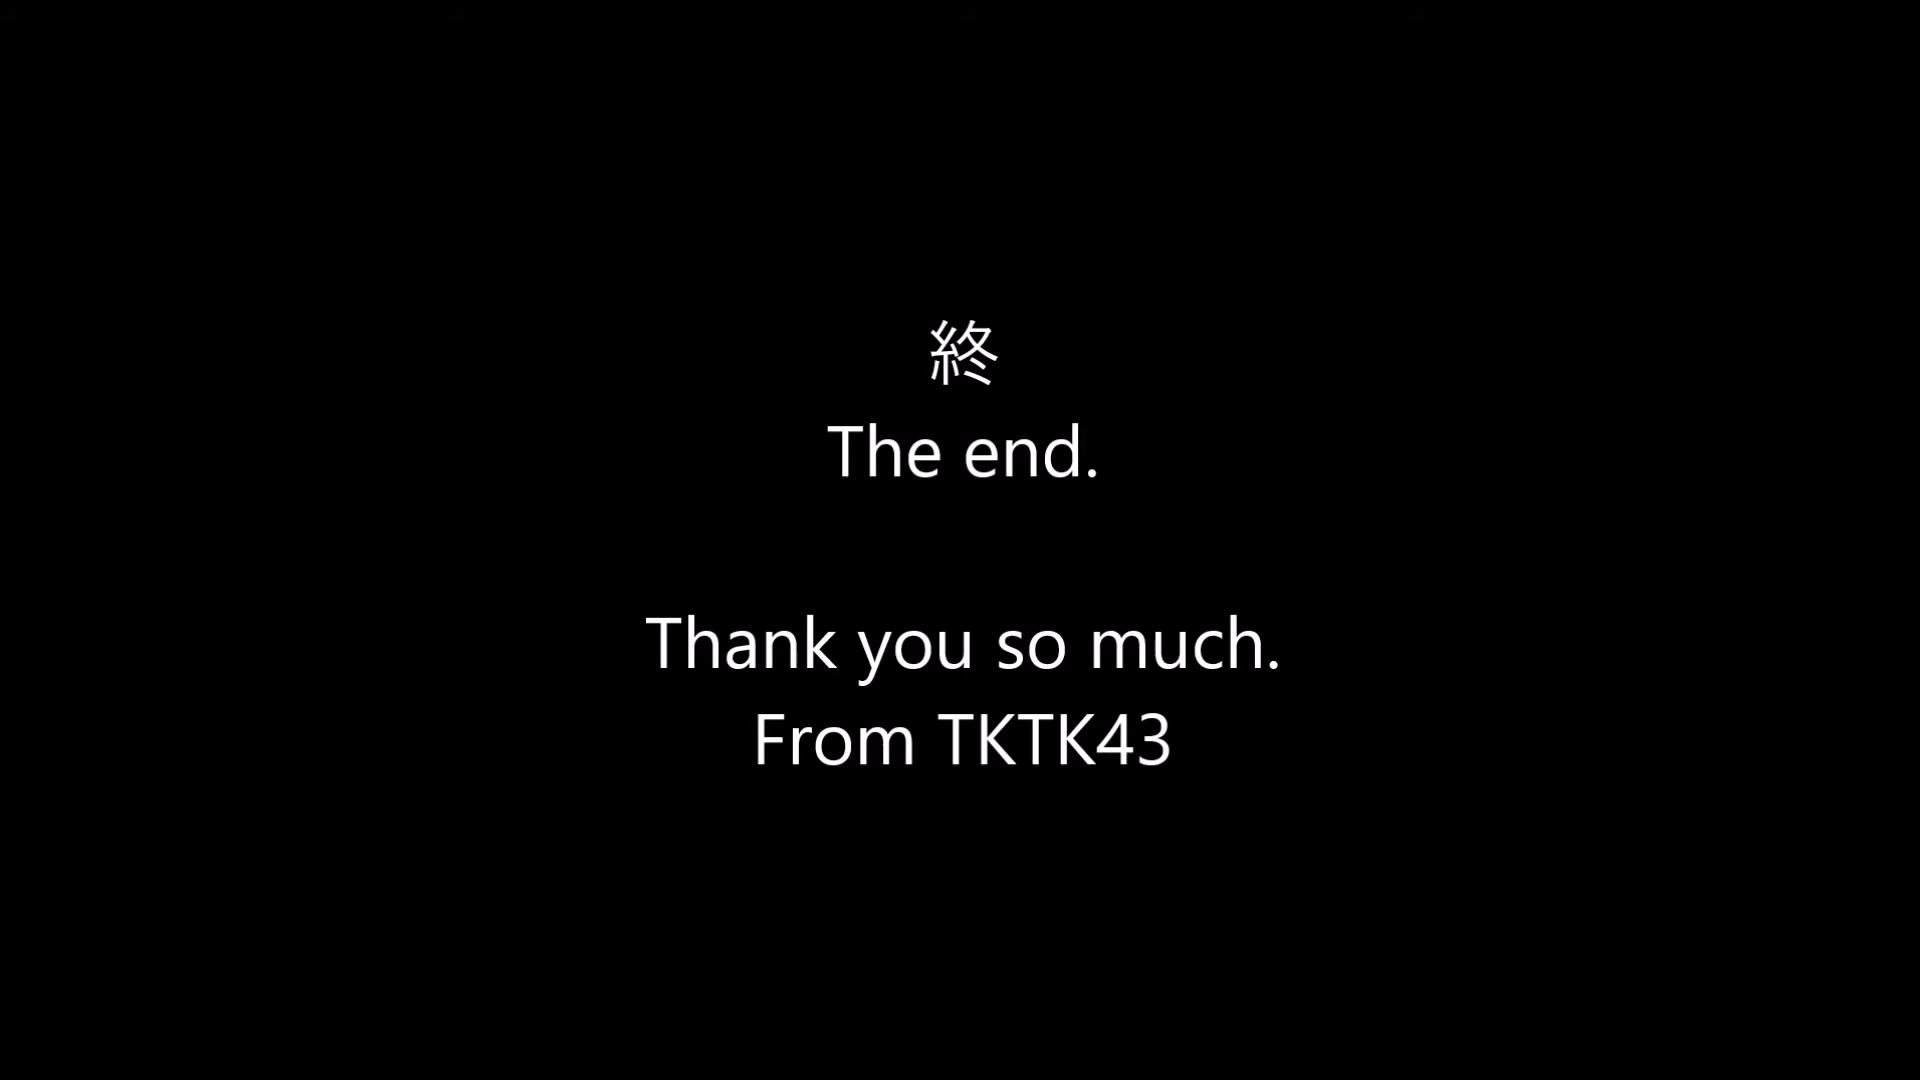 終
The end.
Thank you so much.
From TKTK43